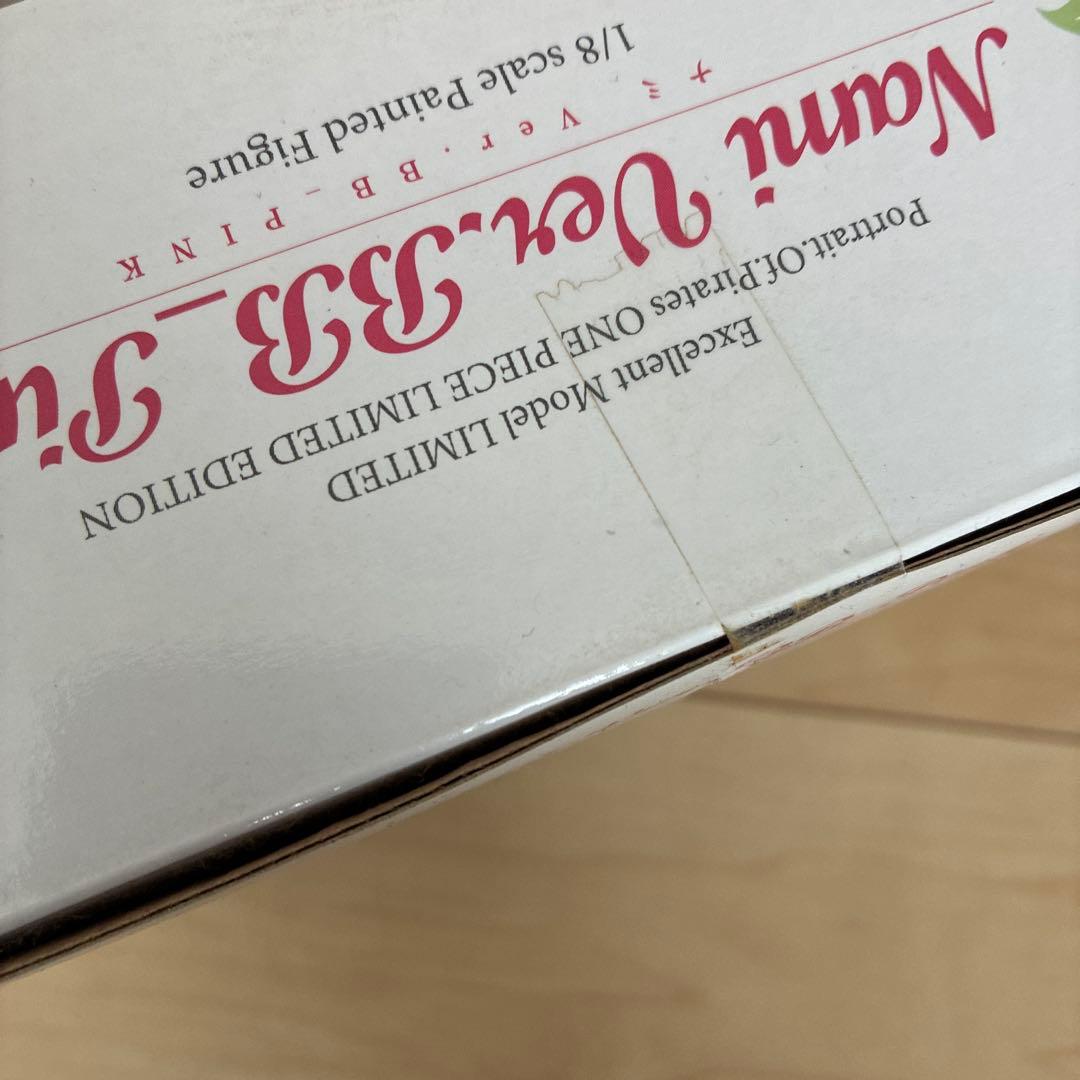 Excellent Model LIMITED
Portrait.Of.Pirates ONE PIECE LIMITED EDITION
Nami Ver.BB_
ナミ Ver.BB-PINK
1/8 scale Painted Figure